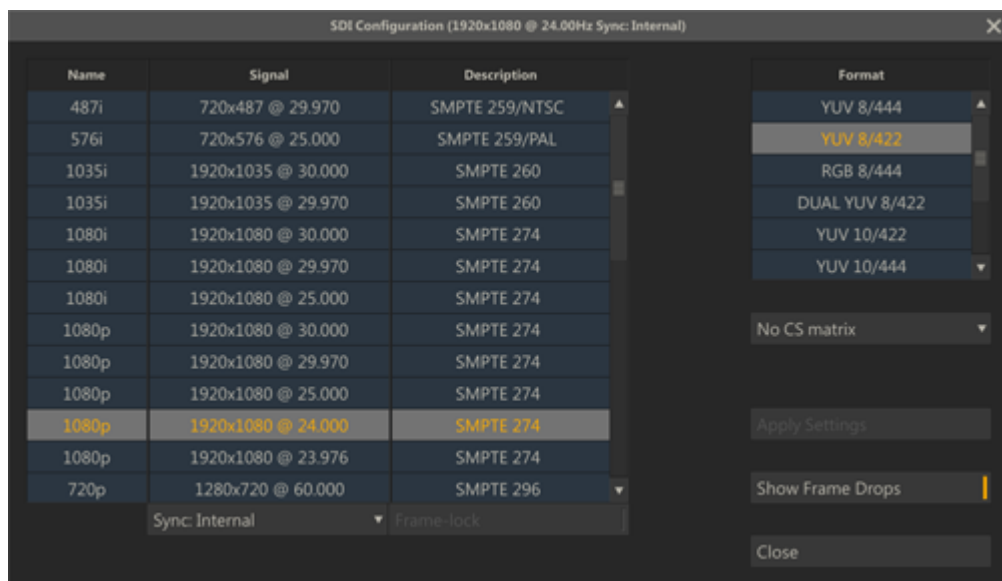 SDI Configuration (1920x1080 @ 24.00Hz Sync: Internal)
Name Signal Description
487i 720x487 @ 29.970 SMPTE 259/NTSC
576i 720x576 @ 25.000 SMPTE 259/PAL
1035i 1920x1035 @ 30.000 SMPTE 260
1035i 1920x1035 @ 29.970 SMPTE 260
1080i 1920x1080 @ 30.000 SMPTE 274
1080i 1920x1080 @ 29.970 SMPTE 274
1080i 1920x1080 @ 25.000 SMPTE 274
1080p 1920x1080 @ 30.000 SMPTE 274
1080p 1920x1080 @ 29.970 SMPTE 274
1080p 1920x1080 @ 25.000 SMPTE 274
1080p 1920x1080 @ 24.000 SMPTE 274
1080p 1920x1080 @ 23.976 SMPTE 274
720p 1280x720 @ 60.000 SMPTE 296
Sync: Internal Frame-lock
Format
YUV 8/444
YUV 8/422
RGB 8/444
DUAL YUV 8/422
YUV 10/422
YUV 10/444
No CS matrix
Apply Settings
Show Frame Drops
Close